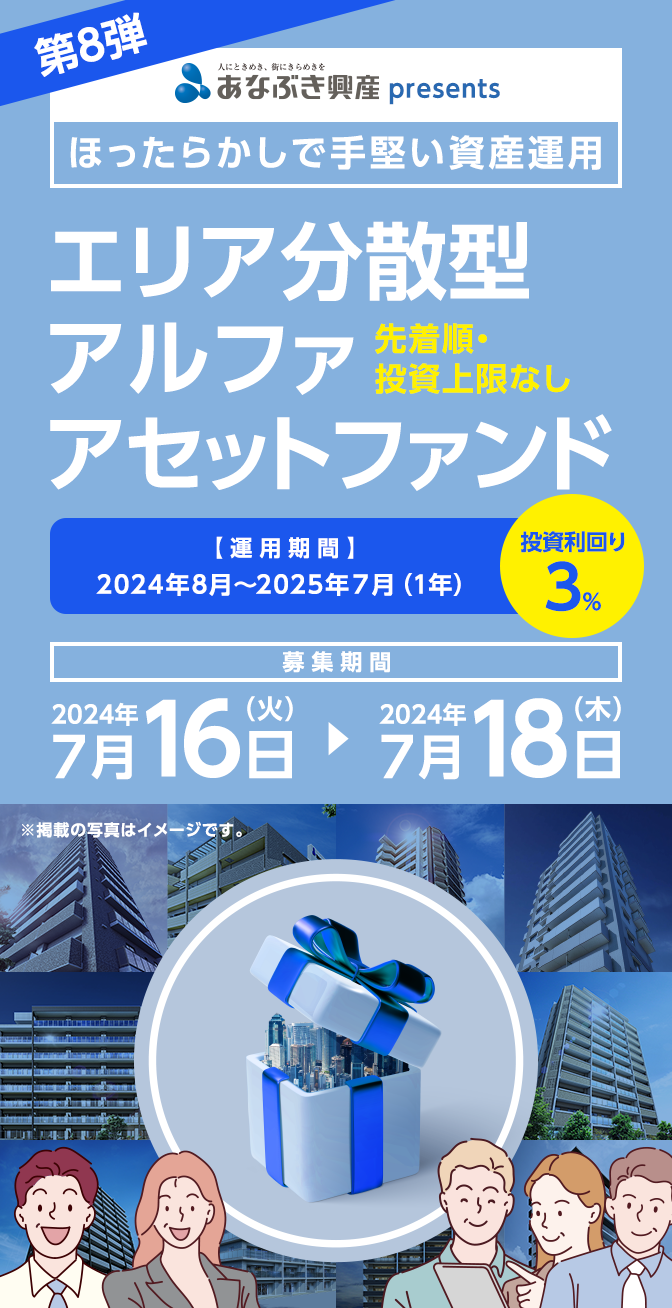 第8弾
人にときめき、街にきらめきを
あなぶき興産 presents
ほったらかしで手堅い資産運用
エリア分散型
アルファ
先着順・
投資上限なし
アセットファンド
【運用期間】
2024年8月〜2025年7月（1年）
投資利回り
3%
募集期間
2024年
7月16日（火）
▶
2024年
7月18日（木）
※掲載の写真はイメージです。